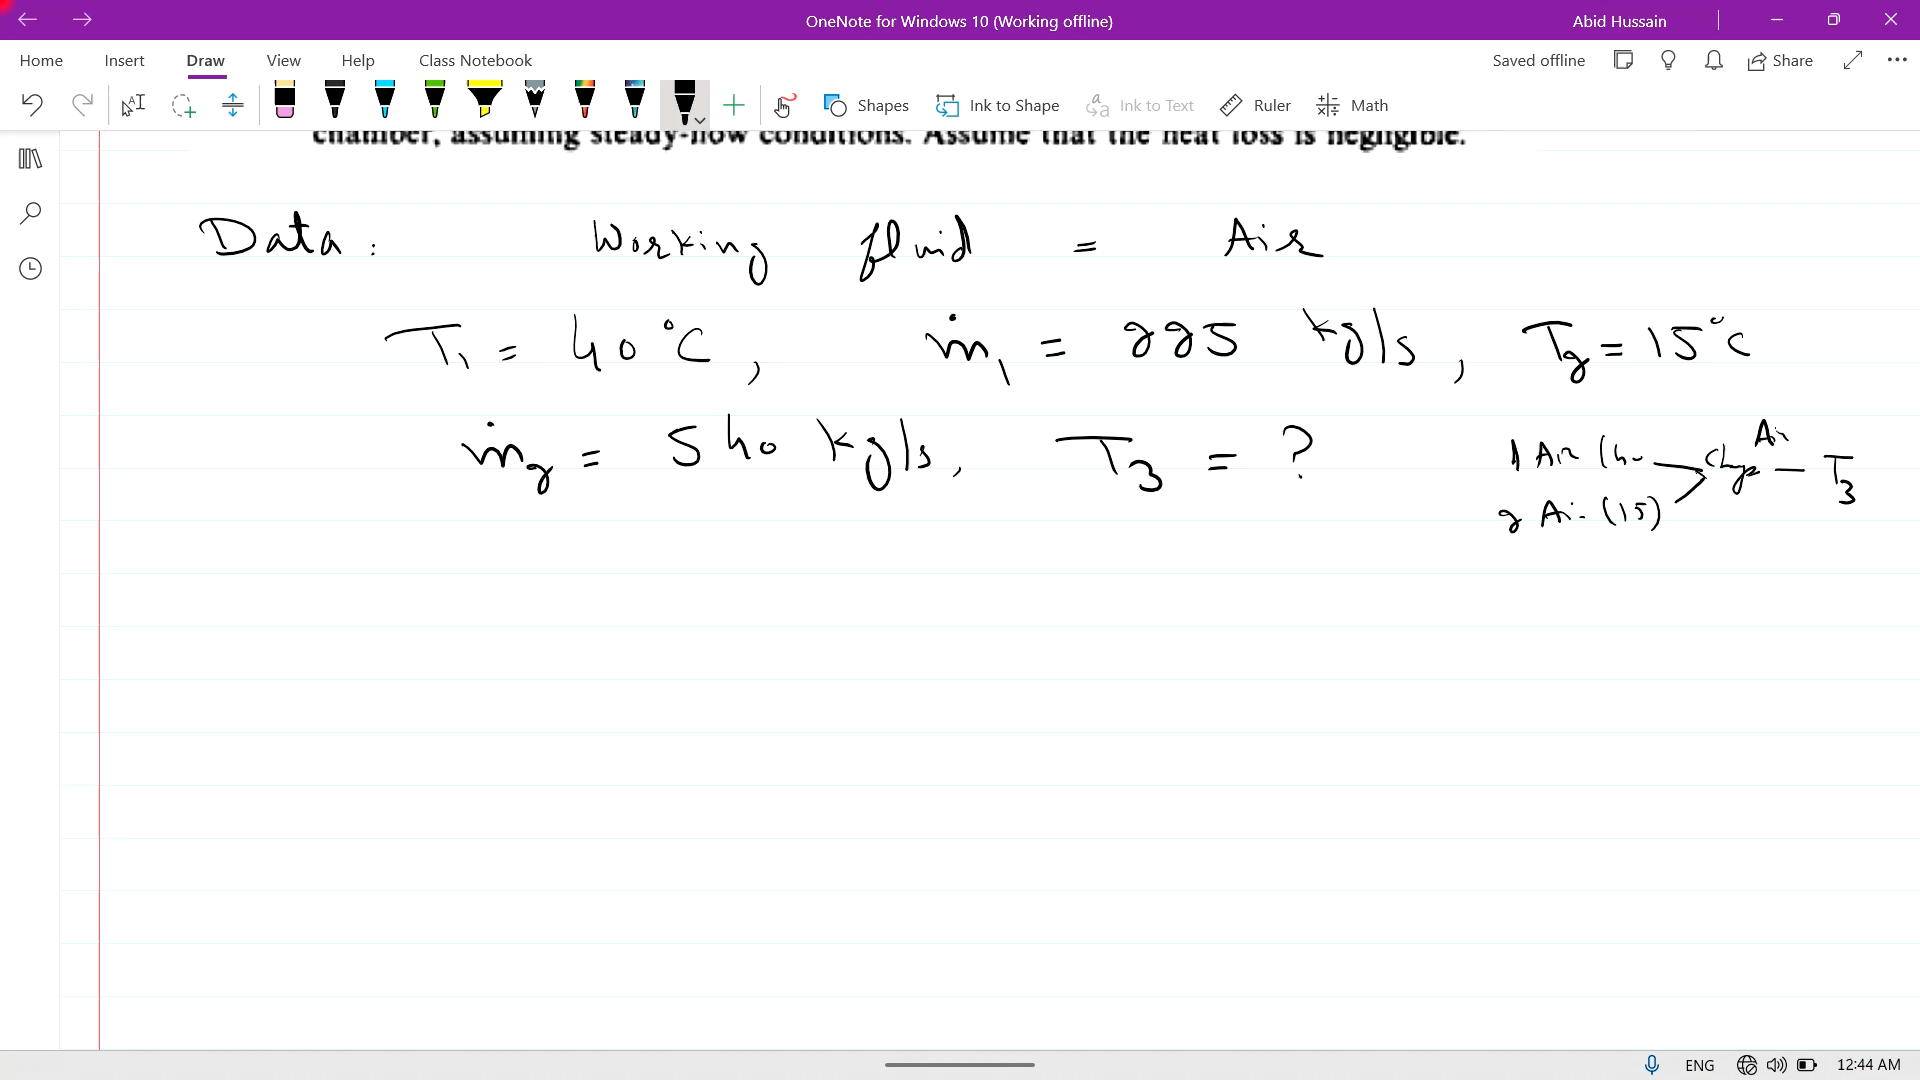 OneNote for Windows 10 (Working offline) Abid Hussain
Home Insert Draw View Help Class Notebook Saved offline Share
Shapes Ink to Shape Ink to Text Ruler Math
chamber, assuming steady-flow conditions. Assume that the heat loss is negligible.
Data : Working fluid = Air
T₁ = 40°C, ṁ₁ = 225 kg/s, T₂ = 15°C
ṁ₂ = 540 kg/s, T₃ = ?
Air
1 Air (40 — T₃
2 Air (15)
ENG 12:44 AM